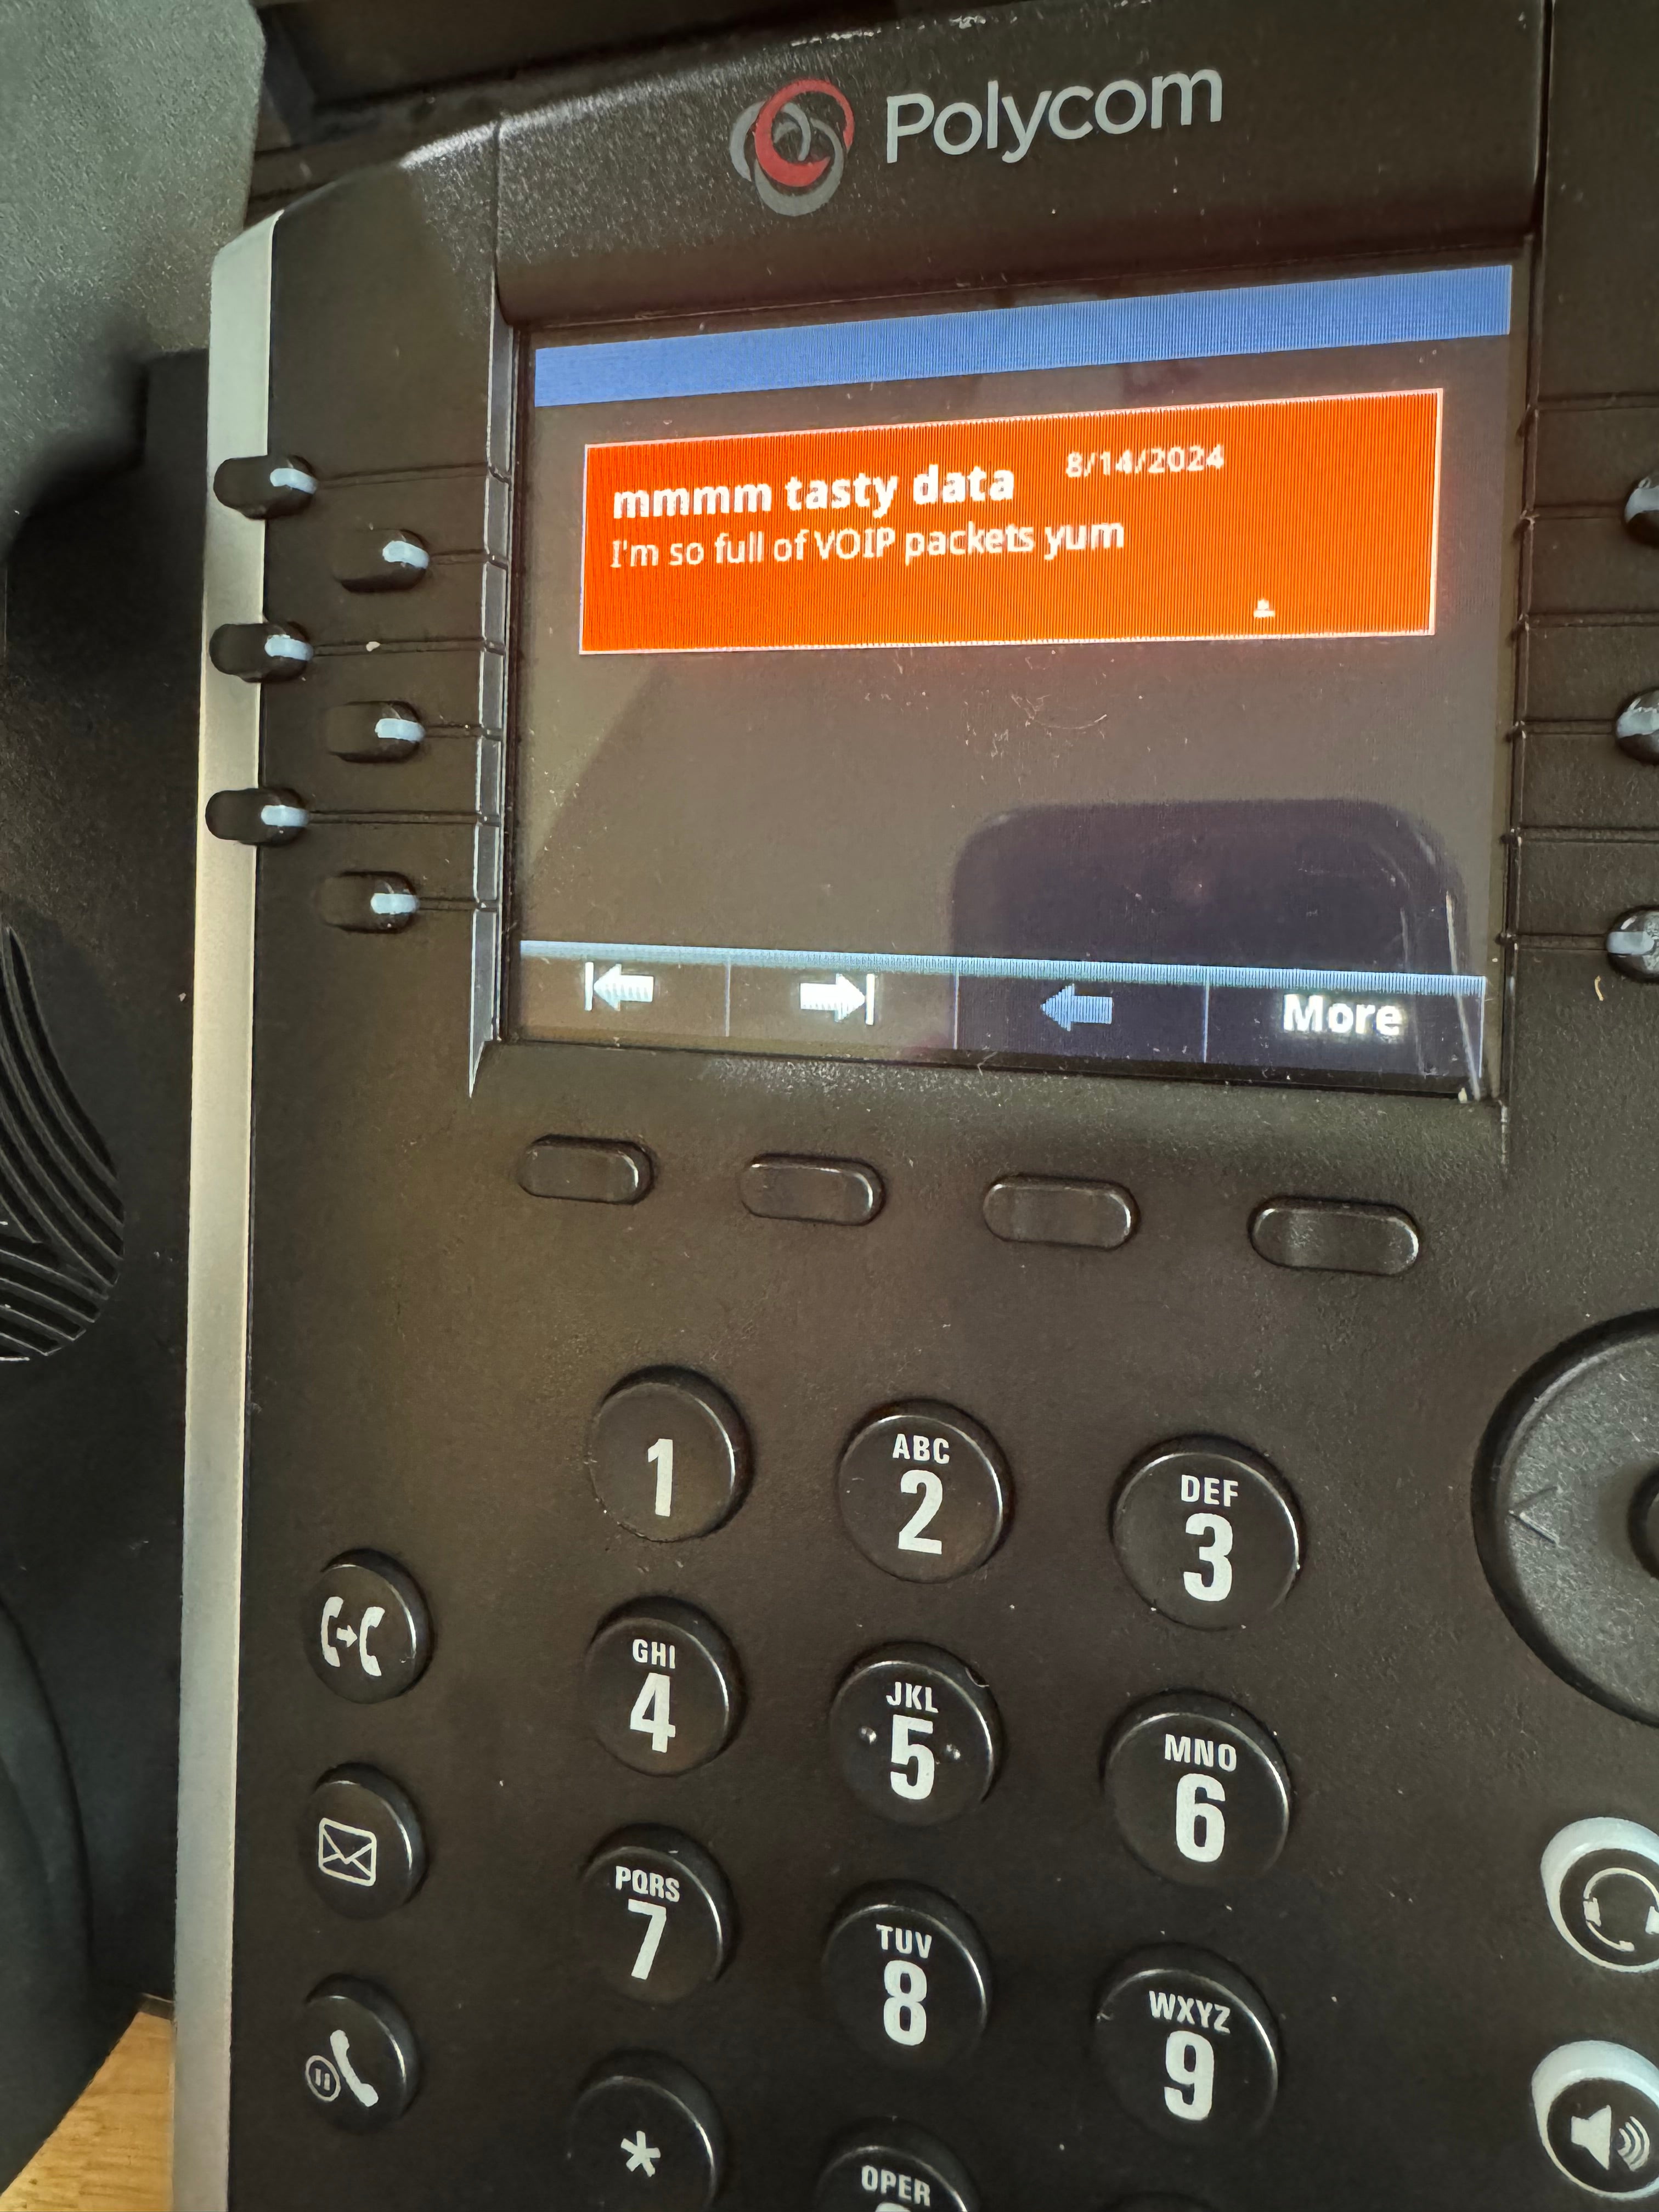 Polycom
mmmm tasty data 8/14/2024
I'm so full of VOIP packets yum
More
1
ABC
2
DEF
3
GHI
4
JKL
5
MNO
6
PQRS
7
TUV
8
WXYZ
9
*
OPER